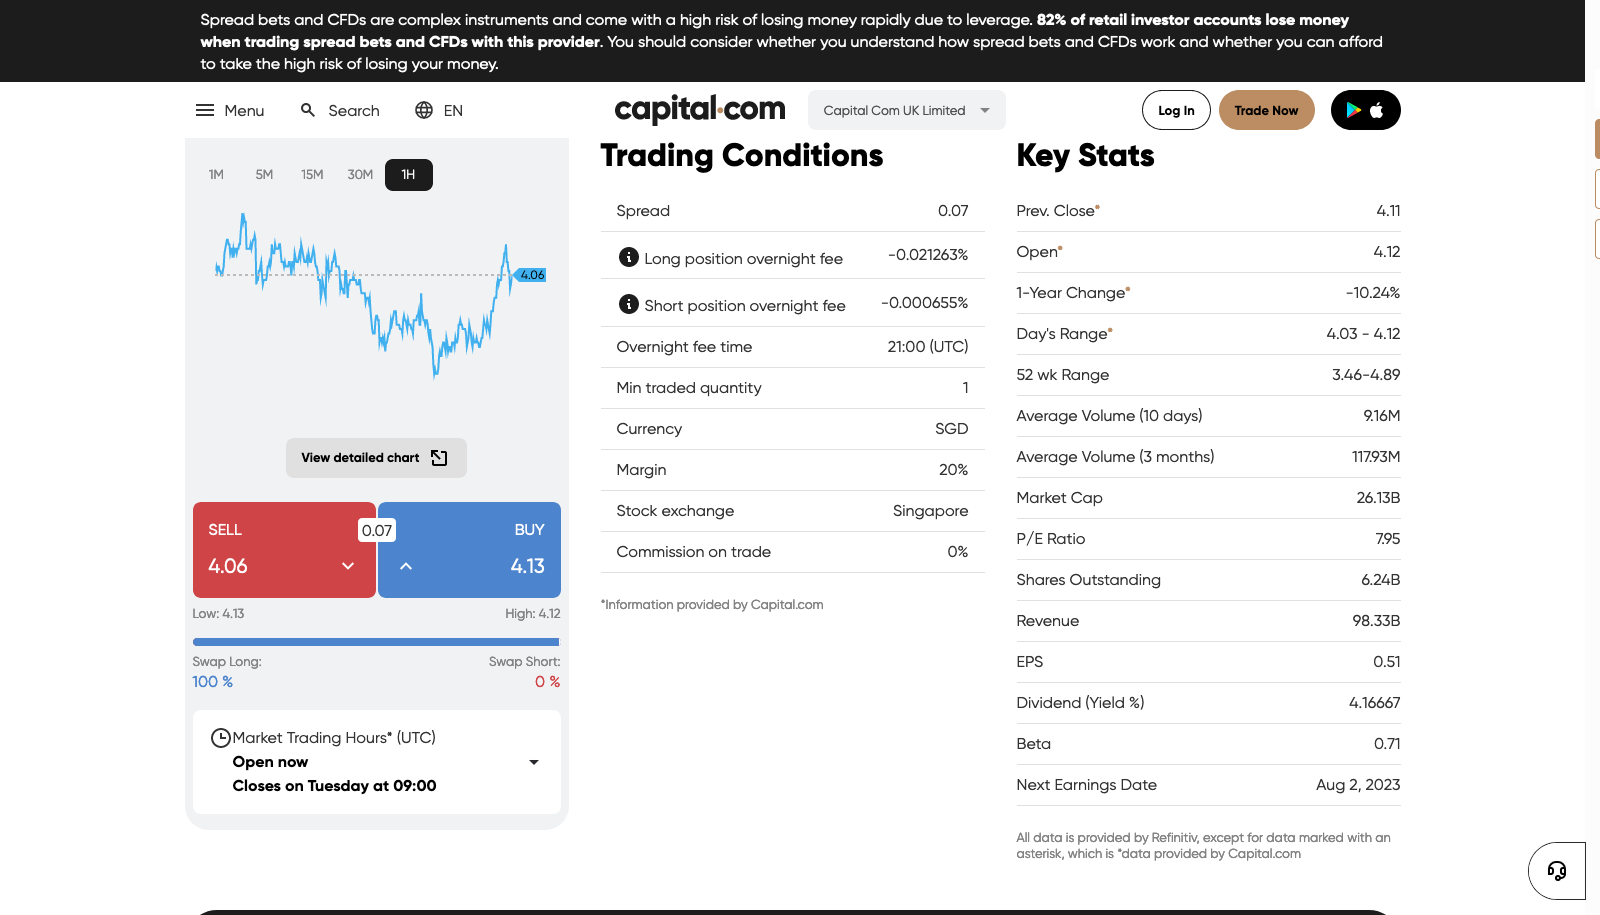 Spread bets and CFDs are complex instruments and come with a high risk of losing money rapidly due to leverage. 82% of retail investor accounts lose money
when trading spread bets and CFDs with this provider. You should consider whether you understand how spread bets and CFDs work and whether you can afford
to take the high risk of losing your money.
Menu
Search
EN
capital.com
Capital Com UK Limited
Log In
Trade Now
1M
5M
15M
30M
1H
4.06
View detailed chart
SELL
4.06
0.07
BUY
4.13
Low: 4.13
High: 4.12
Swap Long:
Swap Short:
100 %
0 %
Market Trading Hours* (UTC)
Open now
Closes on Tuesday at 09:00
Trading Conditions
Spread 0.07
Long position overnight fee -0.021263%
Short position overnight fee -0.000655%
Overnight fee time 21:00 (UTC)
Min traded quantity 1
Currency SGD
Margin 20%
Stock exchange Singapore
Commission on trade 0%
*Information provided by Capital.com
Key Stats
Prev. Close* 4.11
Open* 4.12
1-Year Change* -10.24%
Day's Range* 4.03 - 4.12
52 wk Range 3.46-4.89
Average Volume (10 days) 9.16M
Average Volume (3 months) 117.93M
Market Cap 26.13B
P/E Ratio 7.95
Shares Outstanding 6.24B
Revenue 98.33B
EPS 0.51
Dividend (Yield %) 4.16667
Beta 0.71
Next Earnings Date Aug 2, 2023
All data is provided by Refinitiv, except for data marked with an
asterisk, which is *data provided by Capital.com